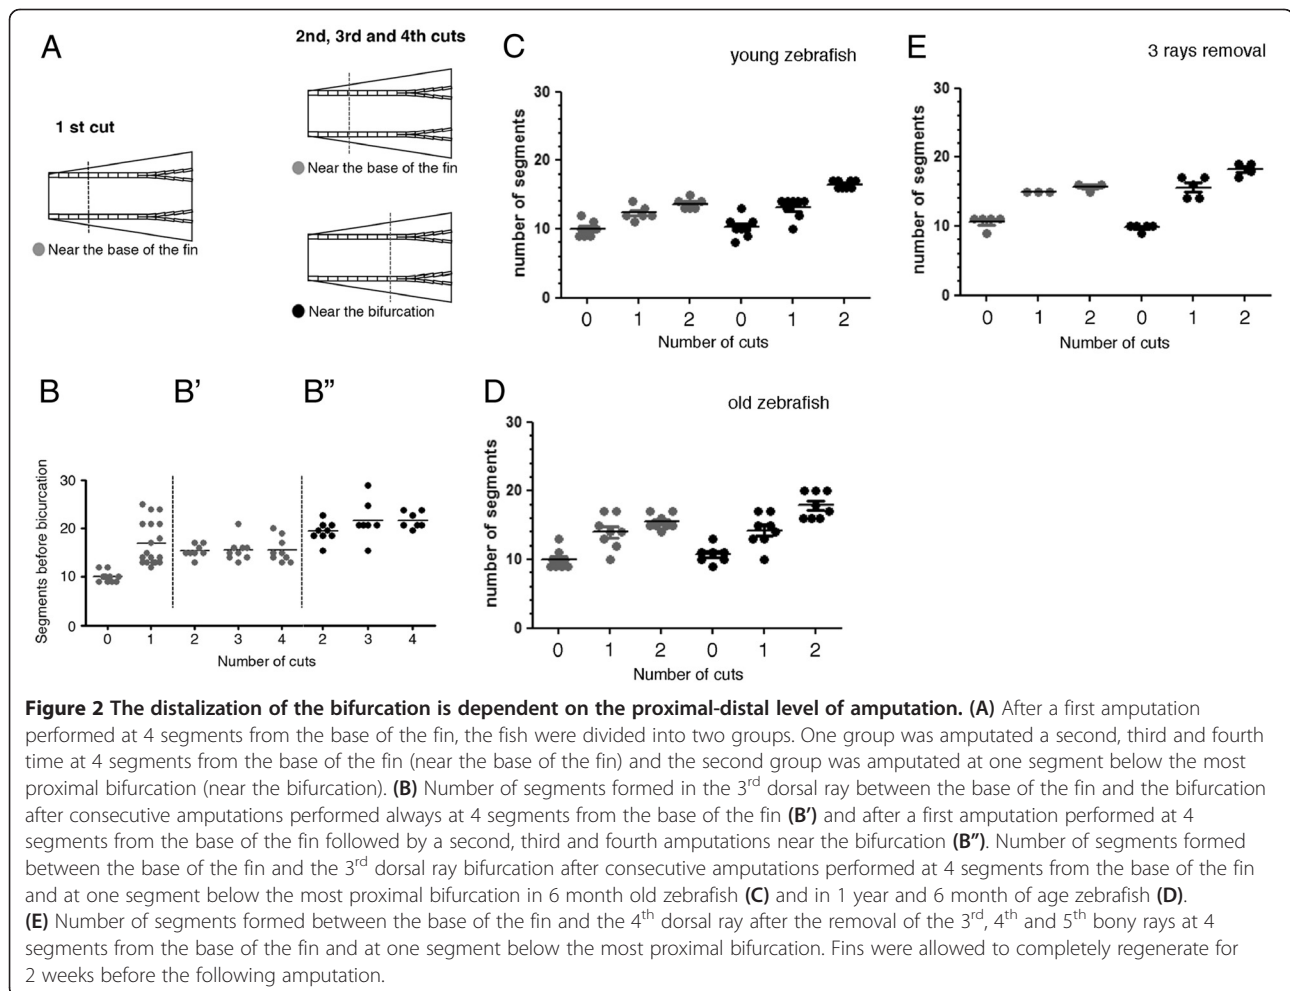 A
1 st cut
Near the base of the fin
2nd, 3rd and 4th cuts
Near the base of the fin
Near the bifurcation
C
young zebrafish
number of segments
30
20
10
0
0 1 2 0 1 2
Number of cuts
E
3 rays removal
number of segments
30
20
10
0
0 1 2 0 1 2
Number of cuts
B B' B"
Segments before bicurcation
30
20
10
0
0 1 2 3 4 2 3 4
Number of cuts
D
old zebrafish
number of segments
30
20
10
0
0 1 2 0 1 2
Number of cuts
Figure 2 The distalization of the bifurcation is dependent on the proximal-distal level of amputation. (A) After a first amputation
performed at 4 segments from the base of the fin, the fish were divided into two groups. One group was amputated a second, third and fourth
time at 4 segments from the base of the fin (near the base of the fin) and the second group was amputated at one segment below the most
proximal bifurcation (near the bifurcation). (B) Number of segments formed in the 3rd dorsal ray between the base of the fin and the bifurcation
after consecutive amputations performed always at 4 segments from the base of the fin (B') and after a first amputation performed at 4
segments from the base of the fin followed by a second, third and fourth amputations near the bifurcation (B"). Number of segments formed
between the base of the fin and the 3rd dorsal ray bifurcation after consecutive amputations performed at 4 segments from the base of the fin
and at one segment below the most proximal bifurcation in 6 month old zebrafish (C) and in 1 year and 6 month of age zebrafish (D).
(E) Number of segments formed between the base of the fin and the 4th dorsal ray after the removal of the 3rd, 4th and 5th bony rays at 4
segments from the base of the fin and at one segment below the most proximal bifurcation. Fins were allowed to completely regenerate for
2 weeks before the following amputation.